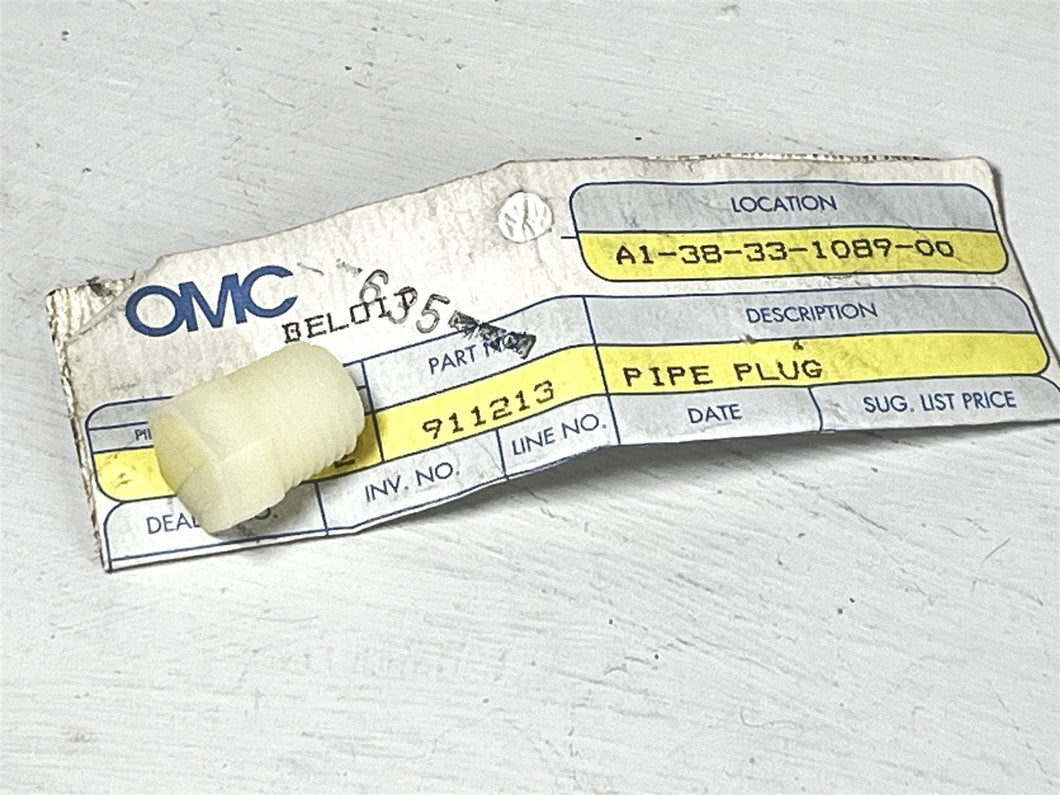 LOCATION
A1-38-33-1089-00
OMC
BELOIT
635
PART NO.
911213
DESCRIPTION
PIPE PLUG
INV. NO.
LINE NO.
DATE
SUG. LIST PRICE